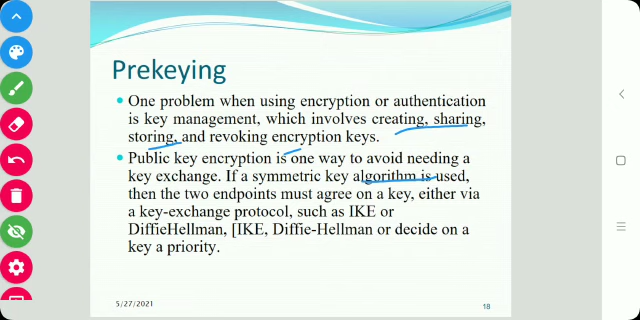 Prekeying
One problem when using encryption or authentication
is key management, which involves creating, sharing,
storing, and revoking encryption keys.
Public key encryption is one way to avoid needing a
key exchange. If a symmetric key algorithm is used,
then the two endpoints must agree on a key, either via
a key-exchange protocol, such as IKE or
DiffieHellman, [IKE, Diffie-Hellman or decide on a
key a priority.
5/27/2021
18